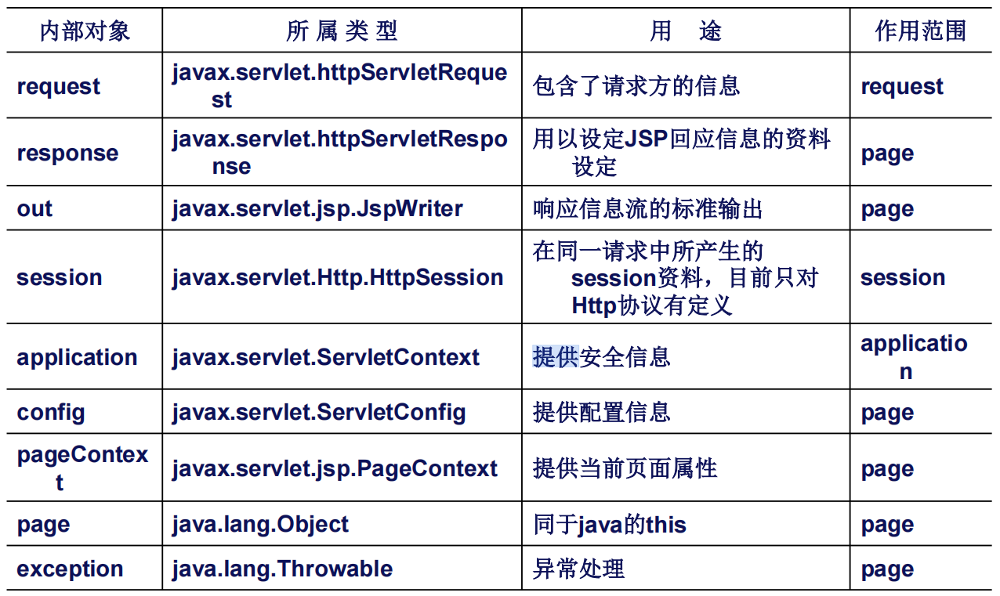 内部对象 所 属 类 型 用 途 作用范围
request javax.servlet.httpServletReque
st 包含了请求方的信息 request
response javax.servlet.httpServletRespo
nse 用以设定JSP回应信息的资料
设定 page
out javax.servlet.jsp.JspWriter 响应信息流的标准输出 page
session javax.servlet.Http.HttpSession 在同一请求中所产生的
session资料，目前只对
Http协议有定义 session
application javax.servlet.ServletContext 提供安全信息 applicatio
n
config javax.servlet.ServletConfig 提供配置信息 page
pageContex
t javax.servlet.jsp.PageContext 提供当前页面属性 page
page java.lang.Object 同于java的this page
exception java.lang.Throwable 异常处理 page